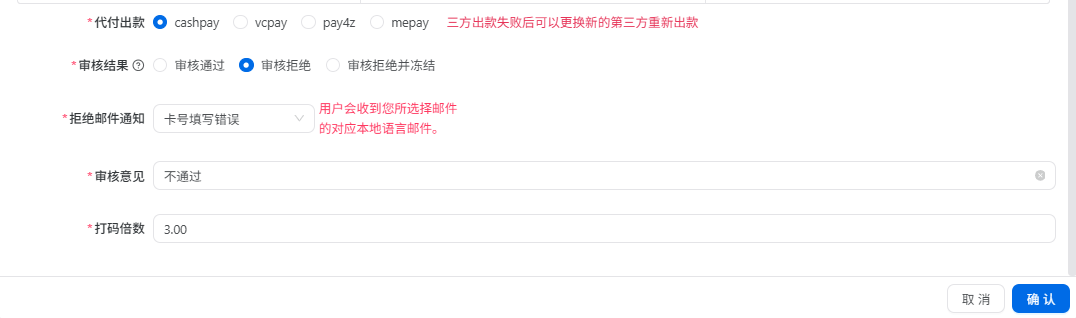 *代付出款 cashpay vcpay pay4z mepay 三方出款失败后可以更换新的第三方重新出款
*审核结果 审核通过 审核拒绝 审核拒绝并冻结
*拒绝邮件通知 卡号填写错误 用户会收到您所选择邮件
的对应本地语言邮件。
*审核意见 不通过
*打码倍数 3.00
取 消 确 认